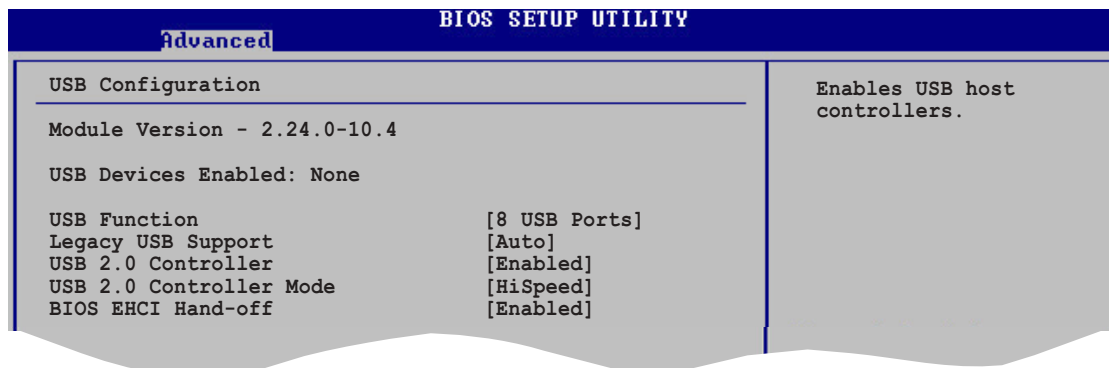 BIOS SETUP UTILITY
Advanced
USB Configuration
Module Version - 2.24.0-10.4
USB Devices Enabled: None
USB Function [8 USB Ports]
Legacy USB Support [Auto]
USB 2.0 Controller [Enabled]
USB 2.0 Controller Mode [HiSpeed]
BIOS EHCI Hand-off [Enabled]
Enables USB host
controllers.